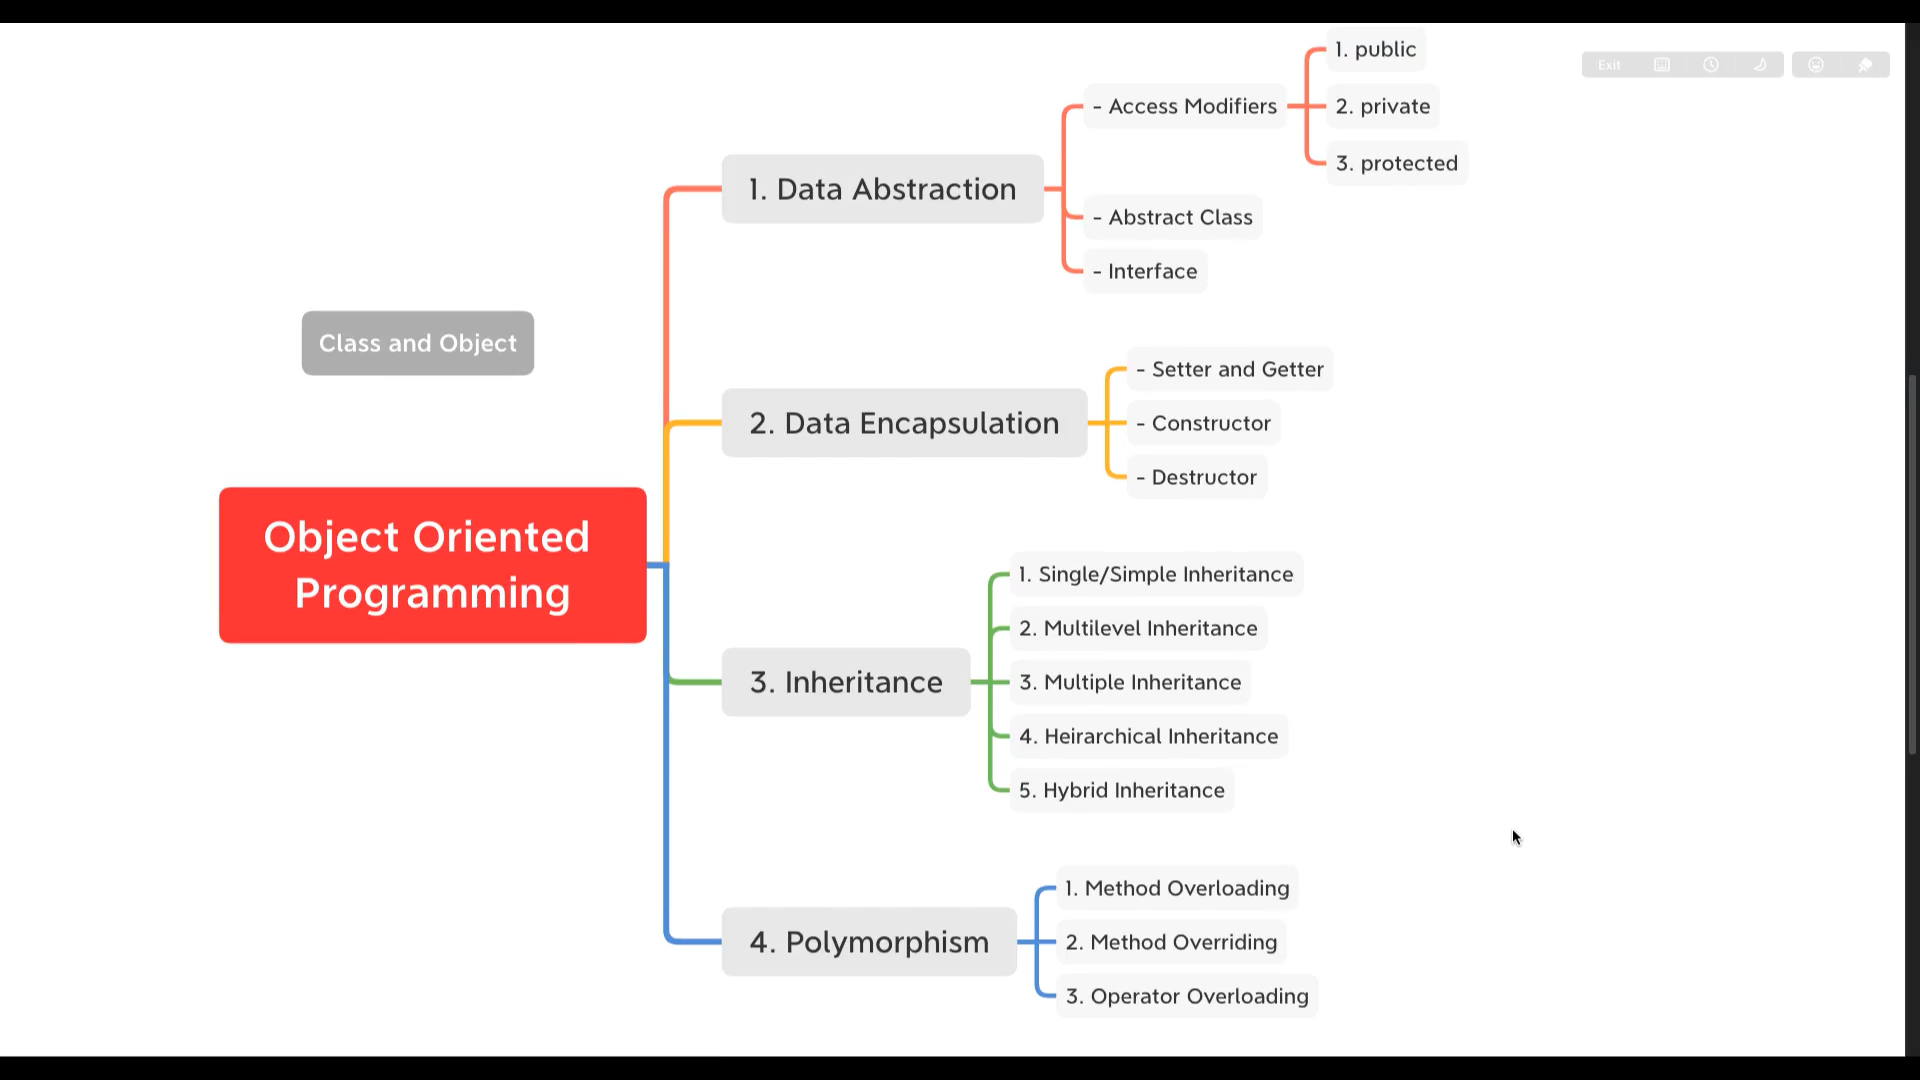 Exit
1. public
- Access Modifiers
2. private
3. protected
1. Data Abstraction
- Abstract Class
- Interface
Class and Object
- Setter and Getter
2. Data Encapsulation
- Constructor
- Destructor
Object Oriented
Programming
1. Single/Simple Inheritance
2. Multilevel Inheritance
3. Inheritance
3. Multiple Inheritance
4. Heirarchical Inheritance
5. Hybrid Inheritance
1. Method Overloading
4. Polymorphism
2. Method Overriding
3. Operator Overloading